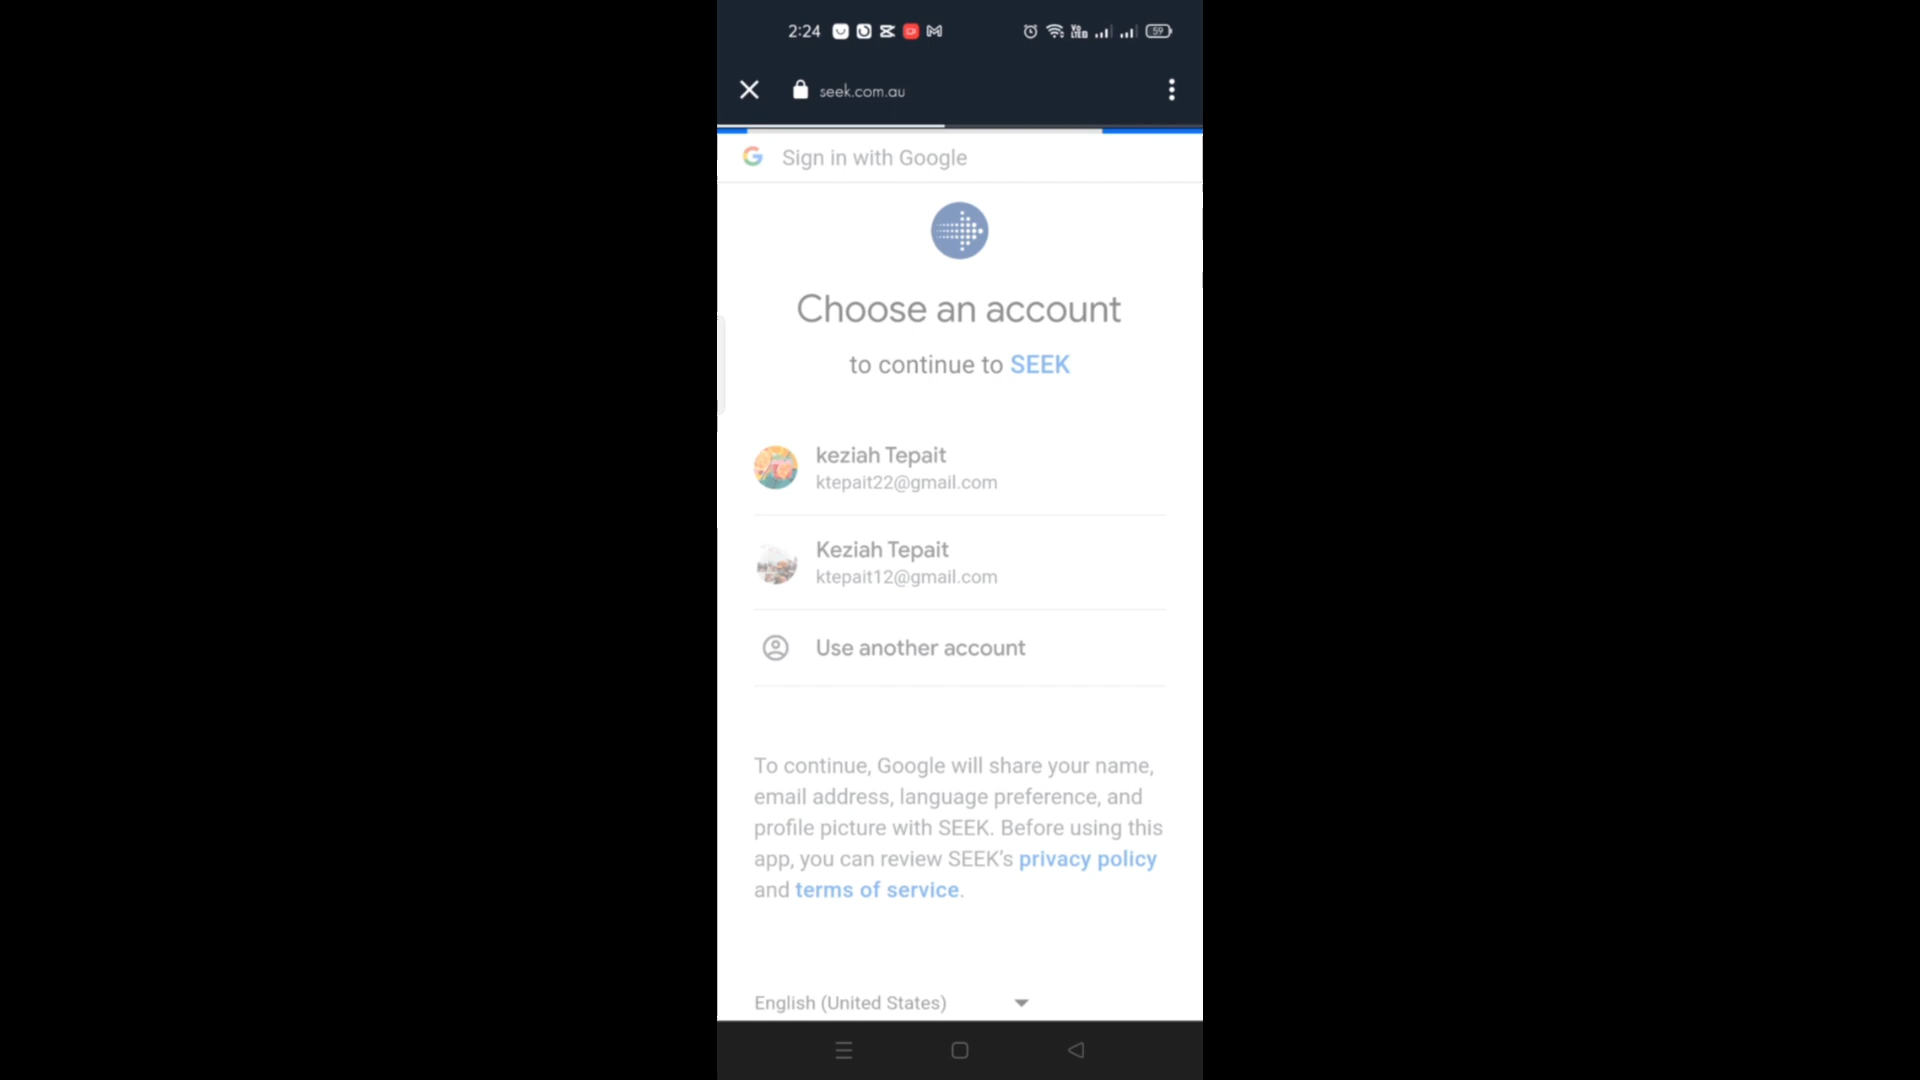 2:24
VoLTED
59
seek.com.au
Sign in with Google
Choose an account
to continue to SEEK
keziah Tepait
ktepait22@gmail.com
Keziah Tepait
ktepait12@gmail.com
Use another account
To continue, Google will share your name,
email address, language preference, and
profile picture with SEEK. Before using this
app, you can review SEEK's privacy policy
and terms of service.
English (United States)